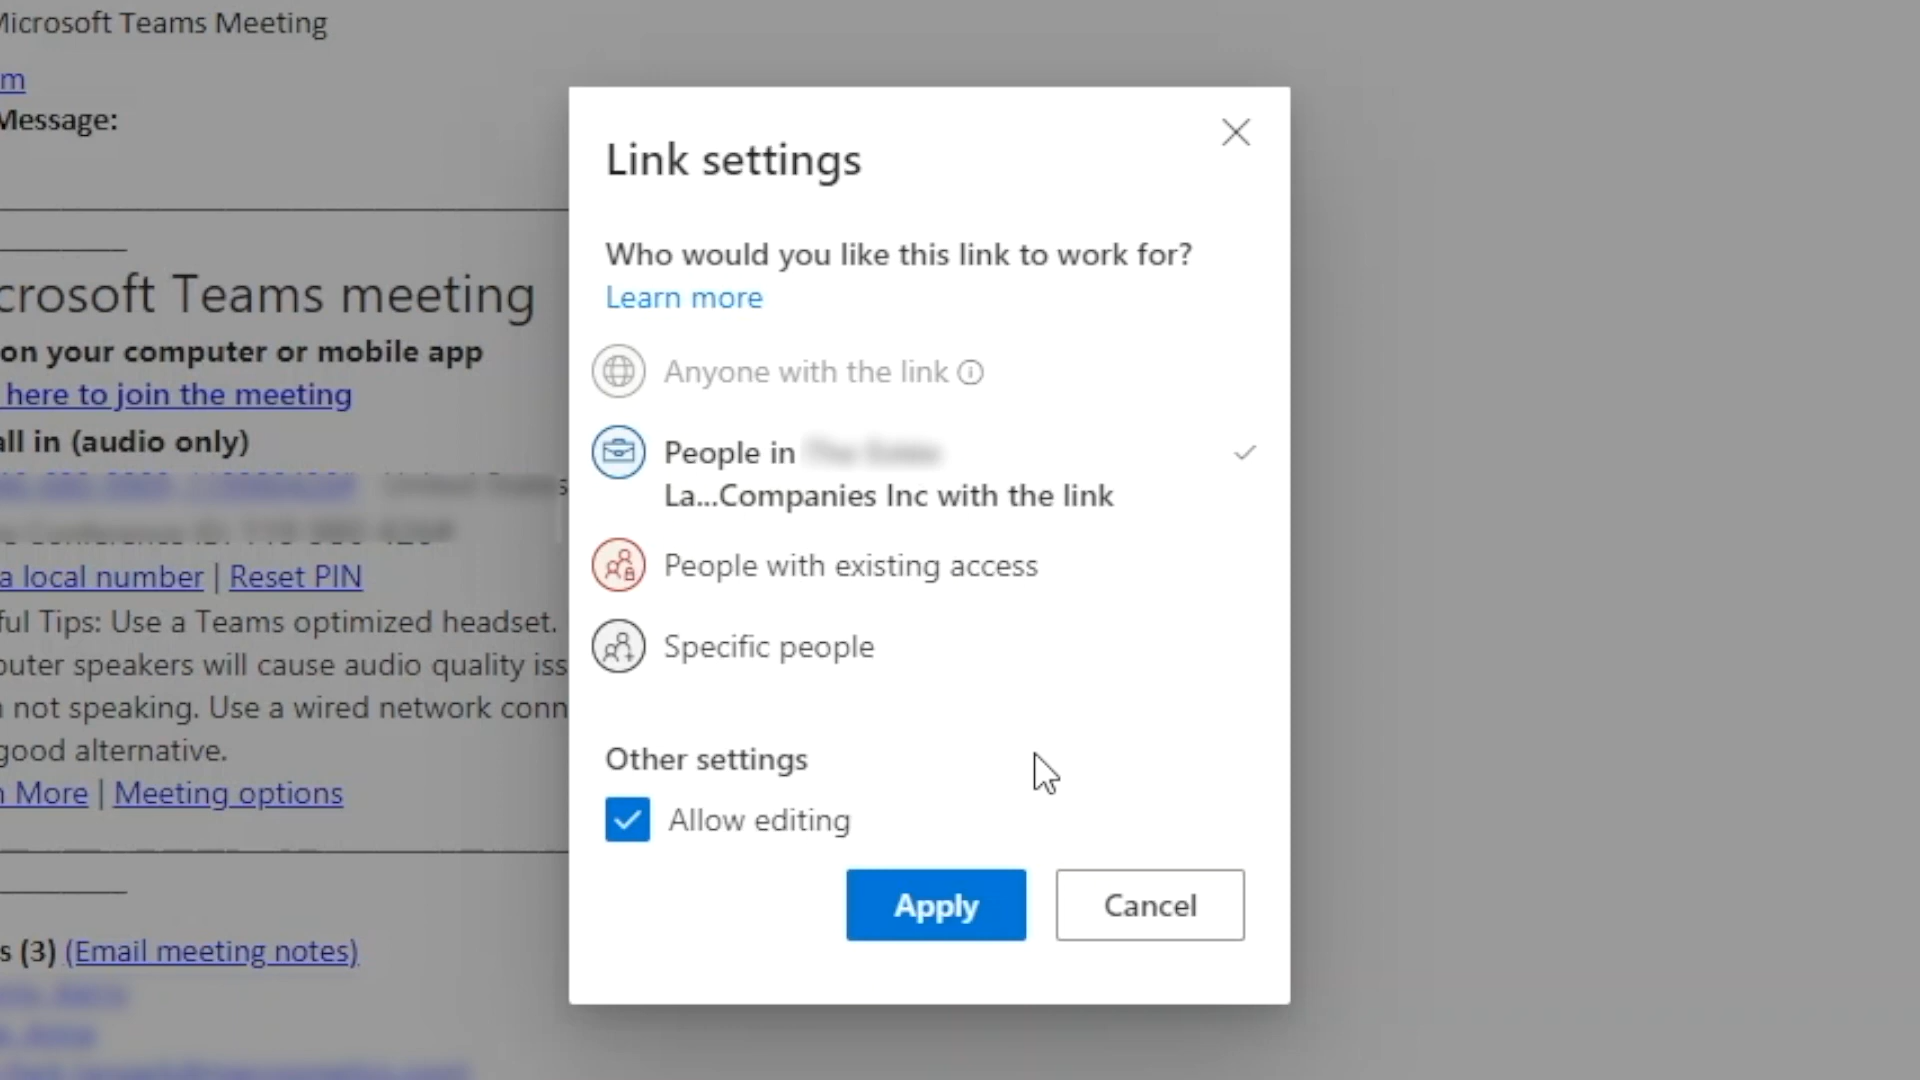 Microsoft Teams Meeting
m
Message:
crosoft Teams meeting
on your computer or mobile app
here to join the meeting
all in (audio only)
a local number | Reset PIN
ful Tips: Use a Teams optimized headset.
outer speakers will cause audio quality iss
not speaking. Use a wired network conn
good alternative.
More | Meeting options
s (3) (Email meeting notes)
Link settings
Who would you like this link to work for?
Learn more
Anyone with the link
People in
La...Companies Inc with the link
People with existing access
Specific people
Other settings
Allow editing
Apply
Cancel